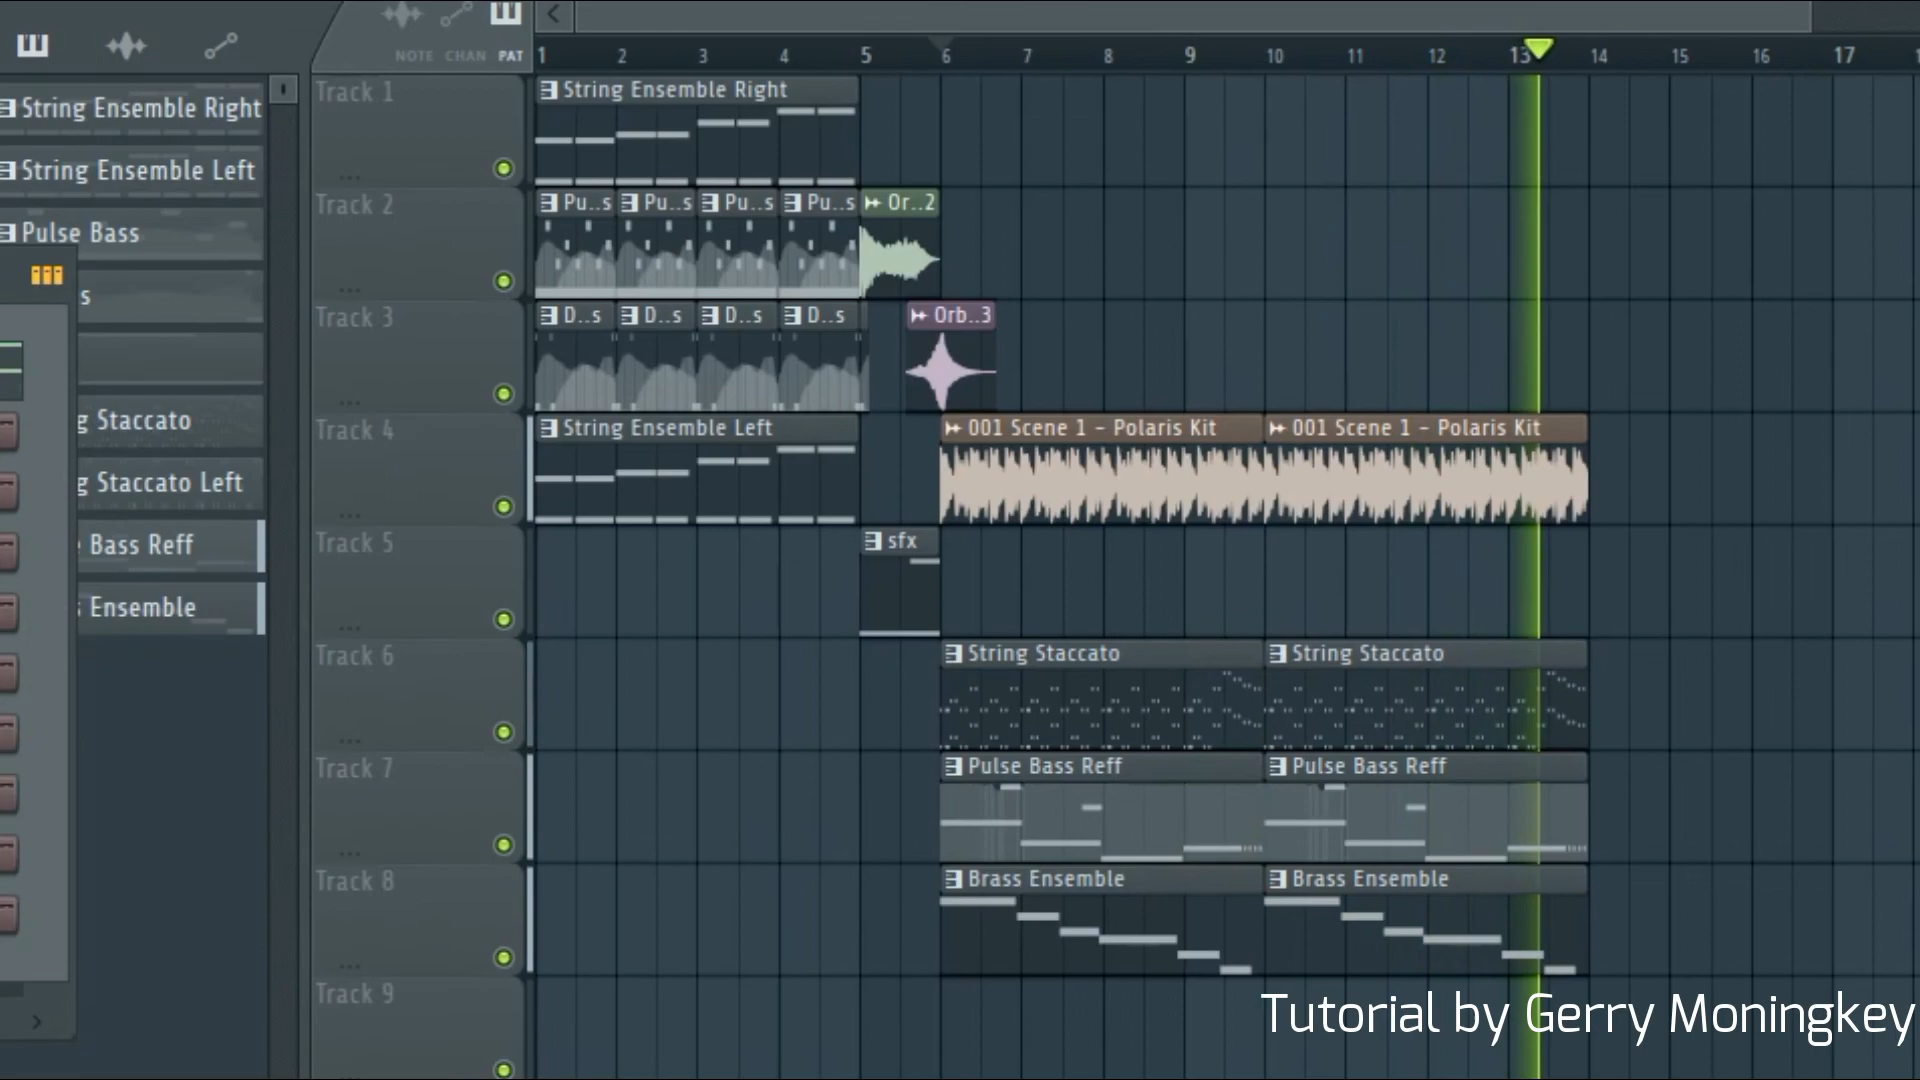 NOTE CHAN PAT
1 2 3 4 5 6 7 8 9 10 11 12 13 14 15 16 17
String Ensemble Right
String Ensemble Left
Pulse Bass
s
g Staccato
g Staccato Left
Bass Reff
Ensemble
Track 1
String Ensemble Right
Track 2
Pu..s Pu..s Pu..s Pu..s Or..2
Track 3
D..s D..s D..s D..s Orb..3
Track 4
String Ensemble Left 001 Scene 1 - Polaris Kit 001 Scene 1 - Polaris Kit
Track 5
sfx
Track 6
String Staccato String Staccato
Track 7
Pulse Bass Reff Pulse Bass Reff
Track 8
Brass Ensemble Brass Ensemble
Track 9
Tutorial by Gerry Moningkey